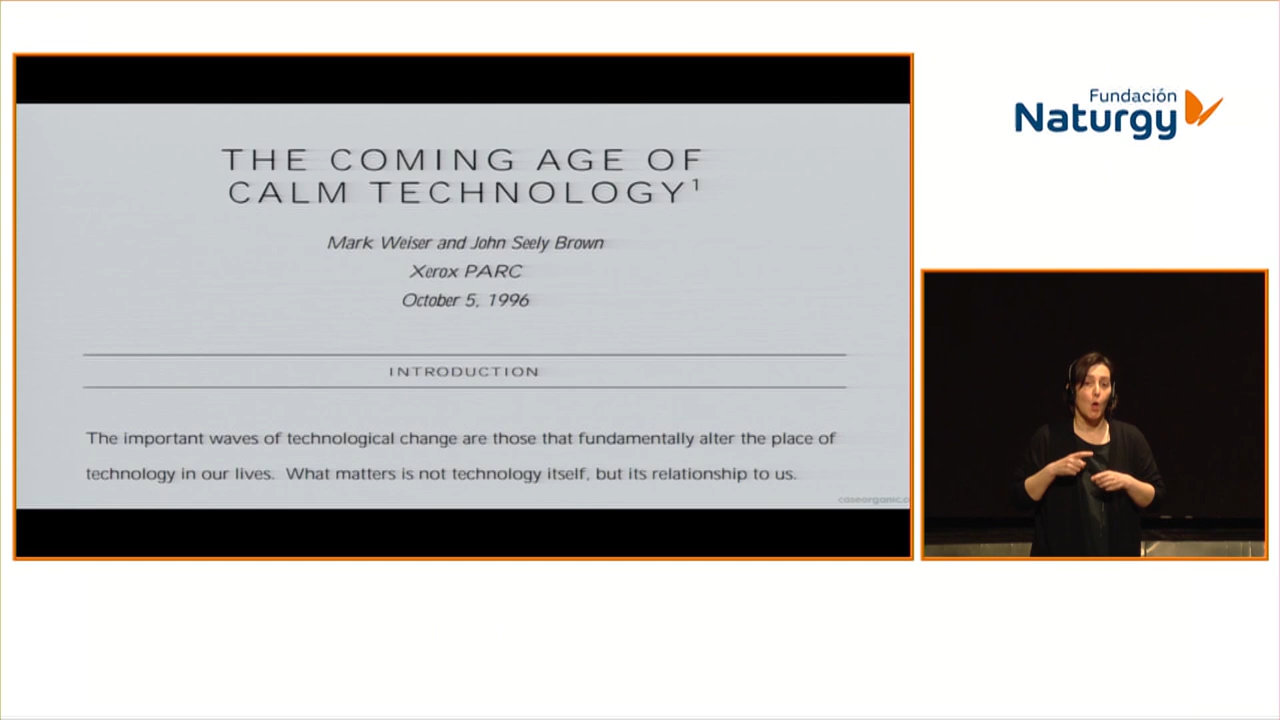 THE COMING AGE OF
CALM TECHNOLOGY¹
Mark Weiser and John Seely Brown
Xerox PARC
October 5, 1996
INTRODUCTION
The important waves of technological change are those that fundamentally alter the place of
technology in our lives. What matters is not technology itself, but its relationship to us.
caseorganic.c
Fundación
Naturgy